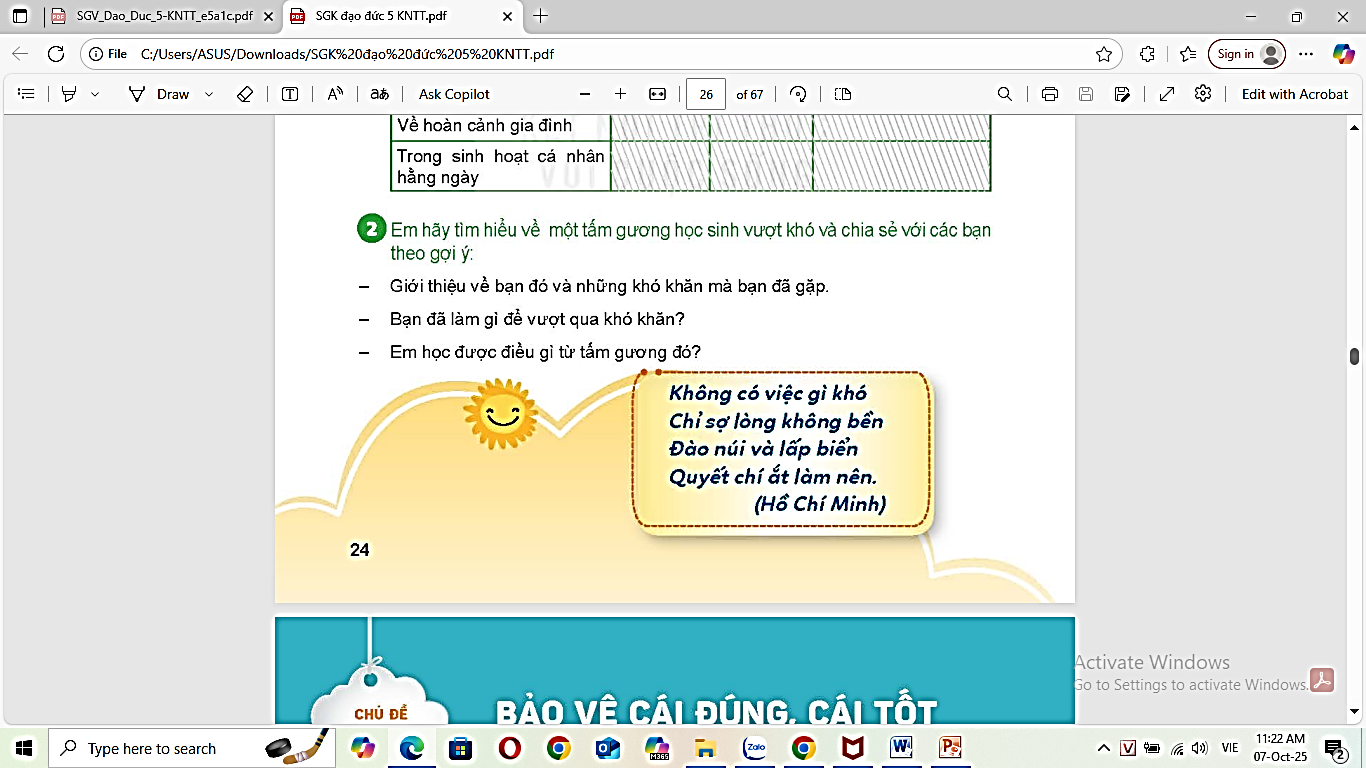 SGV_Dao_Duc_5-KNTT_e5a1c.pdf
SGK đạo đức 5 KNTT.pdf
File C:/Users/ASUS/Downloads/SGK%20đạo%20đức%205%20KNTT.pdf
Sign in
Draw
Ask Copilot
26 of 67
Edit with Acrobat
Về hoàn cảnh gia đình
Trong sinh hoạt cá nhân
hằng ngày
2 Em hãy tìm hiểu về một tấm gương học sinh vượt khó và chia sẻ với các bạn
theo gợi ý:
– Giới thiệu về bạn đó và những khó khăn mà bạn đã gặp.
– Bạn đã làm gì để vượt qua khó khăn?
– Em học được điều gì từ tấm gương đó?
Không có việc gì khó
Chỉ sợ lòng không bền
Đào núi và lấp biển
Quyết chí ắt làm nên.
(Hồ Chí Minh)
24
CHỦ ĐỀ
BẢO VỆ CÁI ĐÚNG, CÁI TỐT
Activate Windows
Go to Settings to activate Windows.
Type here to search
M365
Zalo
VIE
11:22 AM
07-Oct-25
2